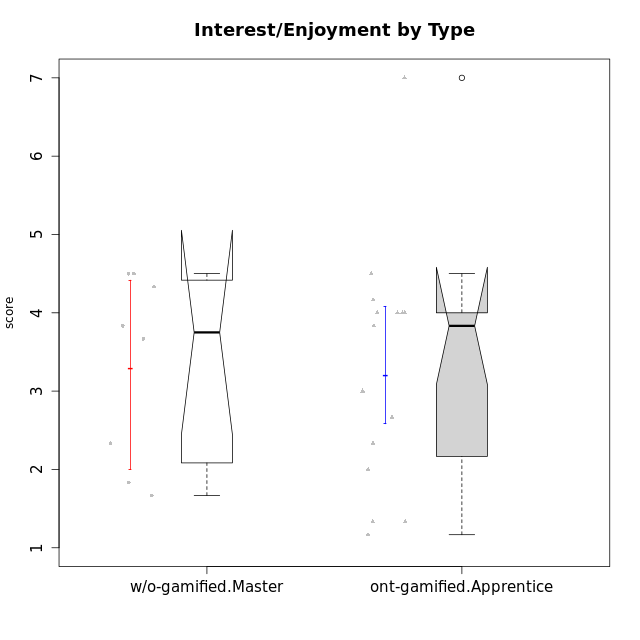 Interest/Enjoyment by Type
score
7
6
5
4
3
2
1
w/o-gamified.Master
ont-gamified.Apprentice